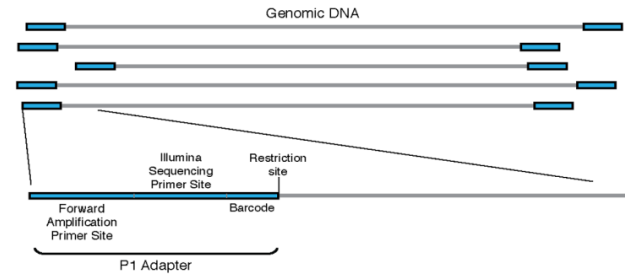 Genomic DNA
Illumina
Sequencing
Primer Site
Restriction
site
Forward
Amplification
Primer Site
Barcode
P1 Adapter